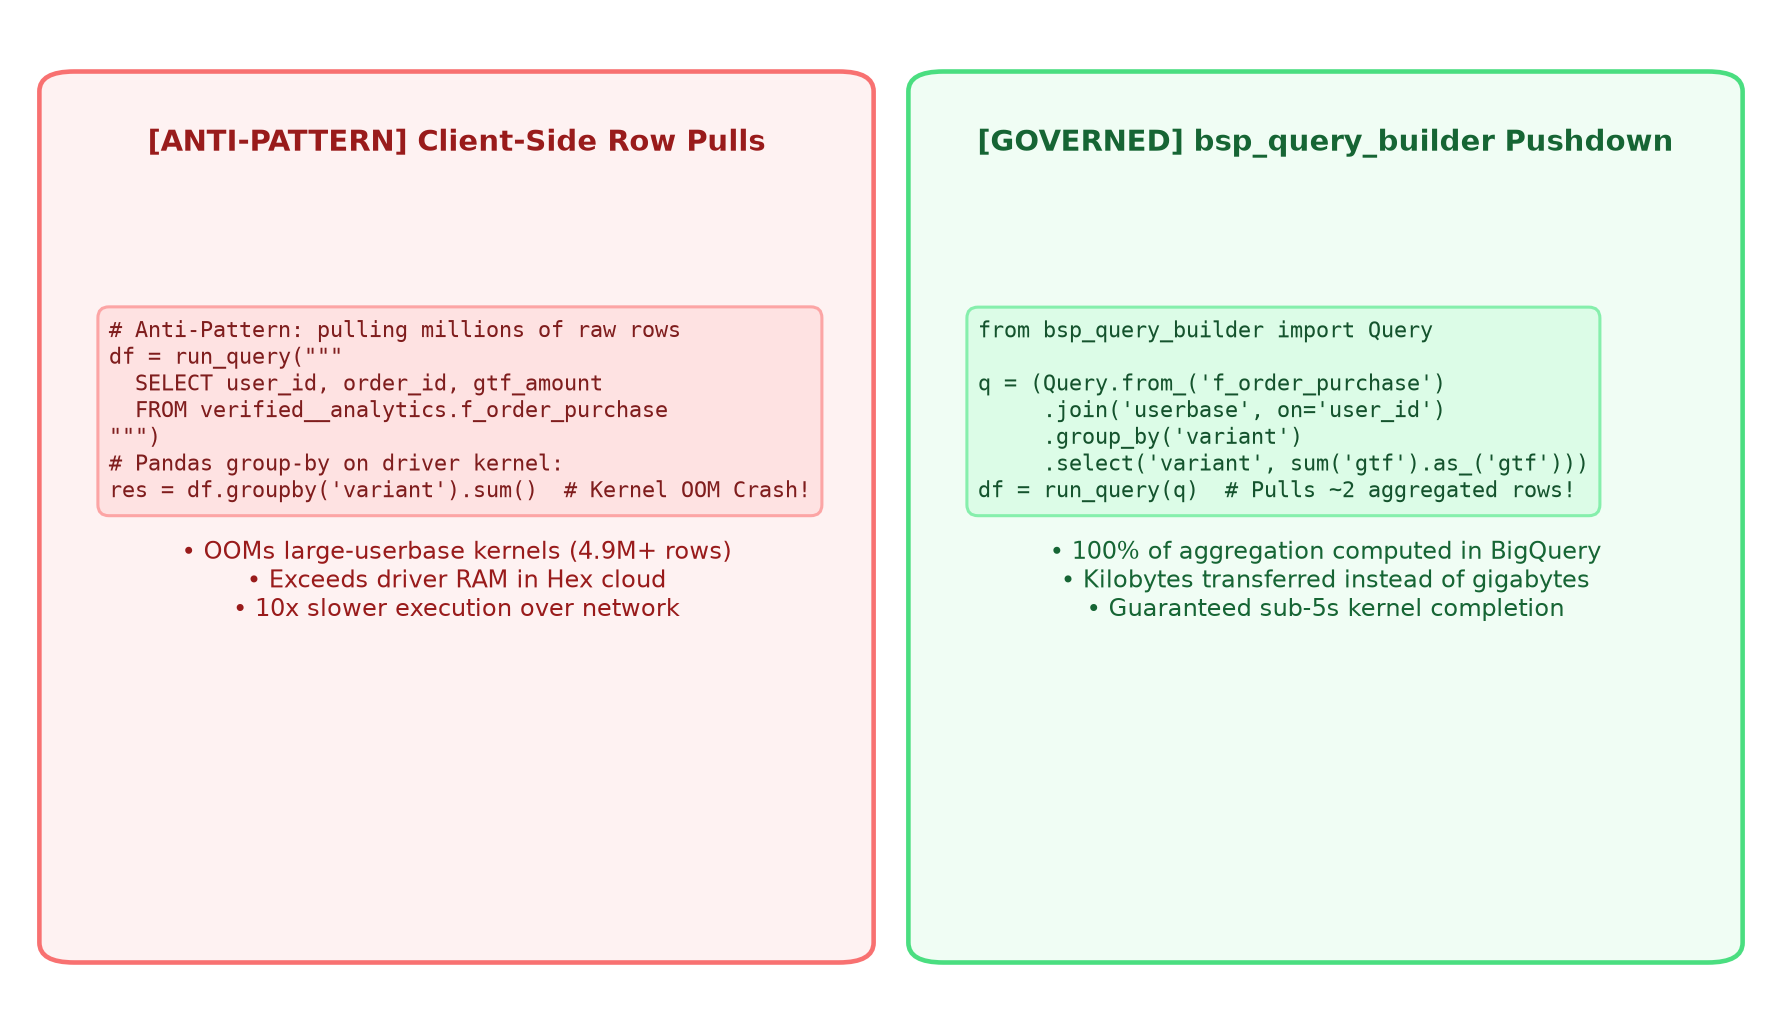 [ANTI-PATTERN] Client-Side Row Pulls
# Anti-Pattern: pulling millions of raw rows
df = run_query("""
  SELECT user_id, order_id, gtf_amount
  FROM verified__analytics.f_order_purchase
""")
# Pandas group-by on driver kernel:
res = df.groupby('variant').sum()  # Kernel OOM Crash!
• OOMs large-userbase kernels (4.9M+ rows)
• Exceeds driver RAM in Hex cloud
• 10x slower execution over network
[GOVERNED] bsp_query_builder Pushdown
from bsp_query_builder import Query
q = (Query.from_('f_order_purchase')
     .join('userbase', on='user_id')
     .group_by('variant')
     .select('variant', sum('gtf').as_('gtf')))
df = run_query(q)  # Pulls ~2 aggregated rows!
• 100% of aggregation computed in BigQuery
• Kilobytes transferred instead of gigabytes
• Guaranteed sub-5s kernel completion